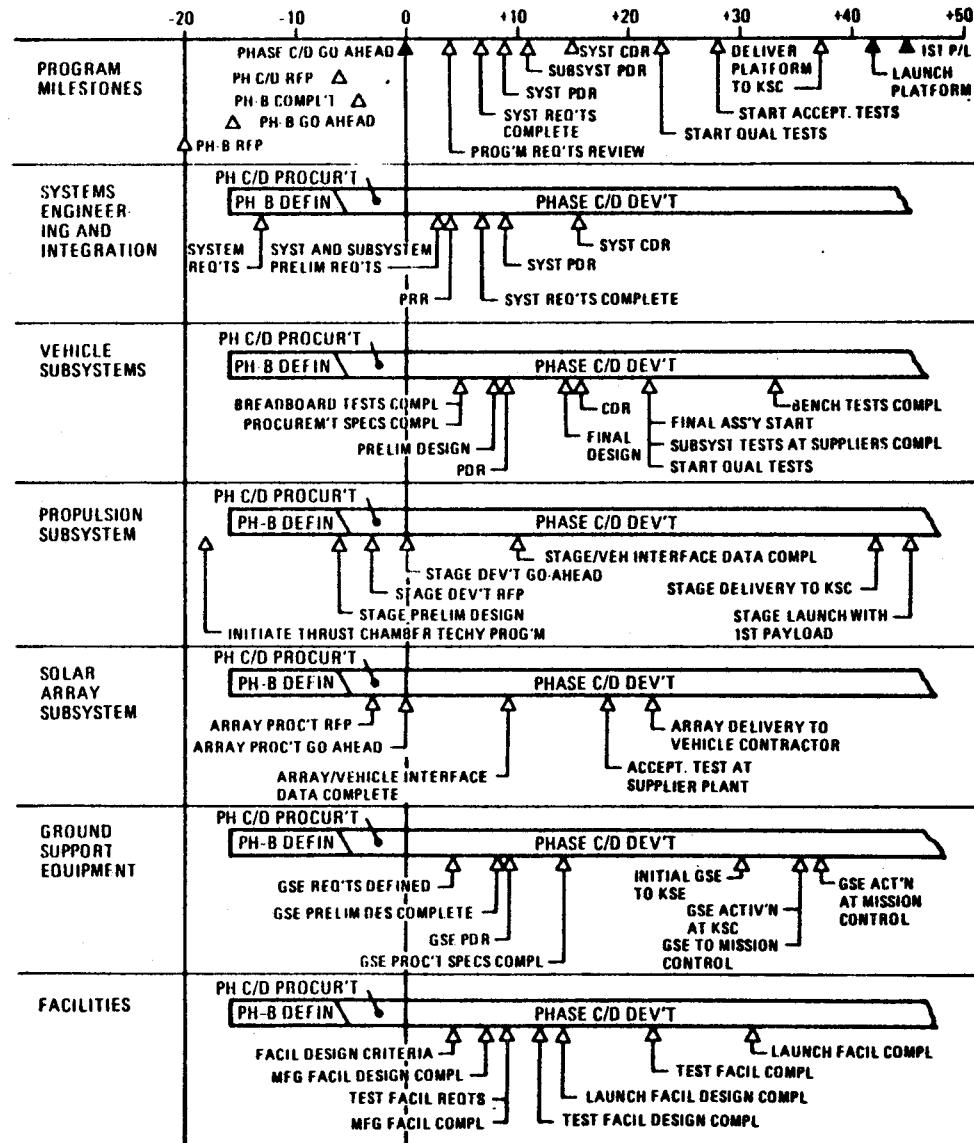 -20 -10 0 +10 +20 +30 +40 +50
PROGRAM
MILESTONES
PHASE C/D GO AHEAD
PH C/D RFP
PH-B COMPL'T
PH-B GO AHEAD
PH-B RFP
SYST CDR
SUBSYST PDR
SYST PDR
SYST REQ'TS
COMPLETE
PROG'M REQ'TS REVIEW
DELIVER
PLATFORM
TO KSC
1ST P/L
LAUNCH
PLATFORM
START ACCEPT. TESTS
START QUAL TESTS
SYSTEMS
ENGINEER-
ING AND
INTEGRATION
PH C/D PROCUR'T
PH B DEFIN
PHASE C/D DEV'T
SYSTEM
REQ'TS
SYST AND SUBSYSTEM
PRELIM REQ'TS
SYST CDR
SYST PDR
PRR
SYST REQ'TS COMPLETE
VEHICLE
SUBSYSTEMS
PH C/D PROCUR'T
PH-B DEFIN
PHASE C/D DEV'T
BREADBOARD TESTS COMPL
PROCUREM'T SPECS COMPL
PRELIM DESIGN
PDR
CDR
FINAL
DESIGN
BENCH TESTS COMPL
FINAL ASS'Y START
SUBSYST TESTS AT SUPPLIERS COMPL
START QUAL TESTS
PROPULSION
SUBSYSTEM
PH C/D PROCUR'T
PH-B DEFIN
PHASE C/D DEV'T
STAGE/VEH INTERFACE DATA COMPL
STAGE DEV'T GO-AHEAD
STAGE DEV'T RFP
STAGE PRELIM DESIGN
INITIATE THRUST CHAMBER TECHY PROG'M
STAGE DELIVERY TO KSC
STAGE LAUNCH WITH
1ST PAYLOAD
SOLAR
ARRAY
SUBSYSTEM
PH C/D PROCUR'T
PH-B DEFIN
PHASE C/D DEV'T
ARRAY PROC'T RFP
ARRAY PROC'T GO AHEAD
ARRAY/VEHICLE INTERFACE
DATA COMPLETE
ARRAY DELIVERY TO
VEHICLE CONTRACTOR
ACCEPT. TEST AT
SUPPLIER PLANT
GROUND
SUPPORT
EQUIPMENT
PH C/D PROCUR'T
PH-B DEFIN
PHASE C/D DEV'T
GSE REQ'TS DEFINED
GSE PRELIM DES COMPLETE
GSE PDR
GSE PROC'T SPECS COMPL
INITIAL GSE
TO KSE
GSE ACTIV'N
AT KSC
GSE TO MISSION
CONTROL
GSE ACT'N
AT MISSION
CONTROL
FACILITIES
PH C/D PROCUR'T
PH-B DEFIN
PHASE C/D DEV'T
FACIL DESIGN CRITERIA
MFG FACIL DESIGN COMPL
TEST FACIL REQTS
MFG FACIL COMPL
LAUNCH FACIL COMPL
TEST FACIL COMPL
LAUNCH FACIL DESIGN COMPL
TEST FACIL DESIGN COMPL